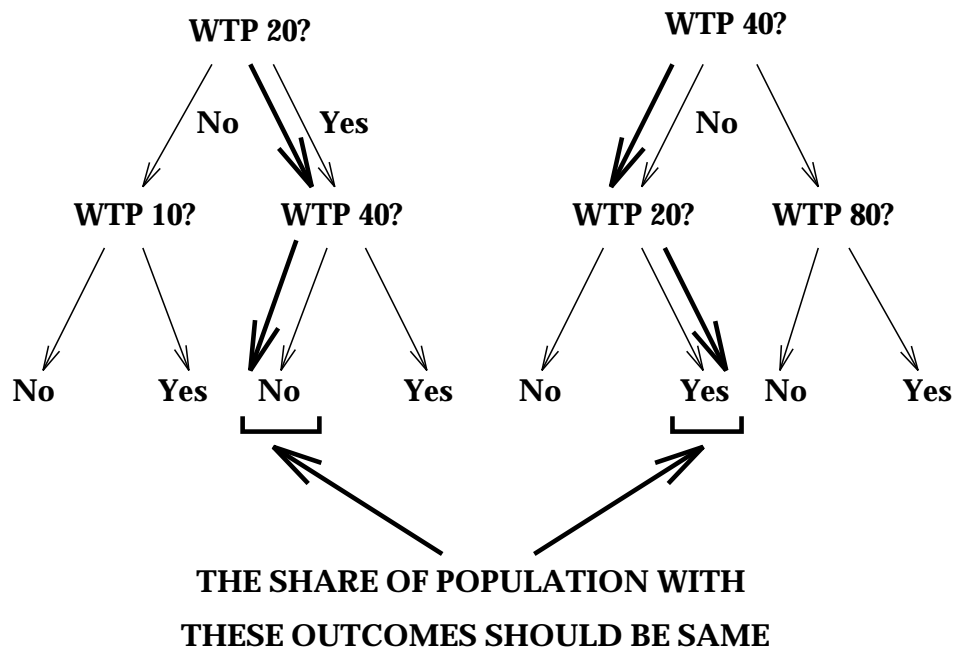 WTP 20?
WTP 40?
No
Yes
No
WTP 10?
WTP 40?
WTP 20?
WTP 80?
No
Yes
No
Yes
No
Yes
No
Yes
THE SHARE OF POPULATION WITH
THESE OUTCOMES SHOULD BE SAME